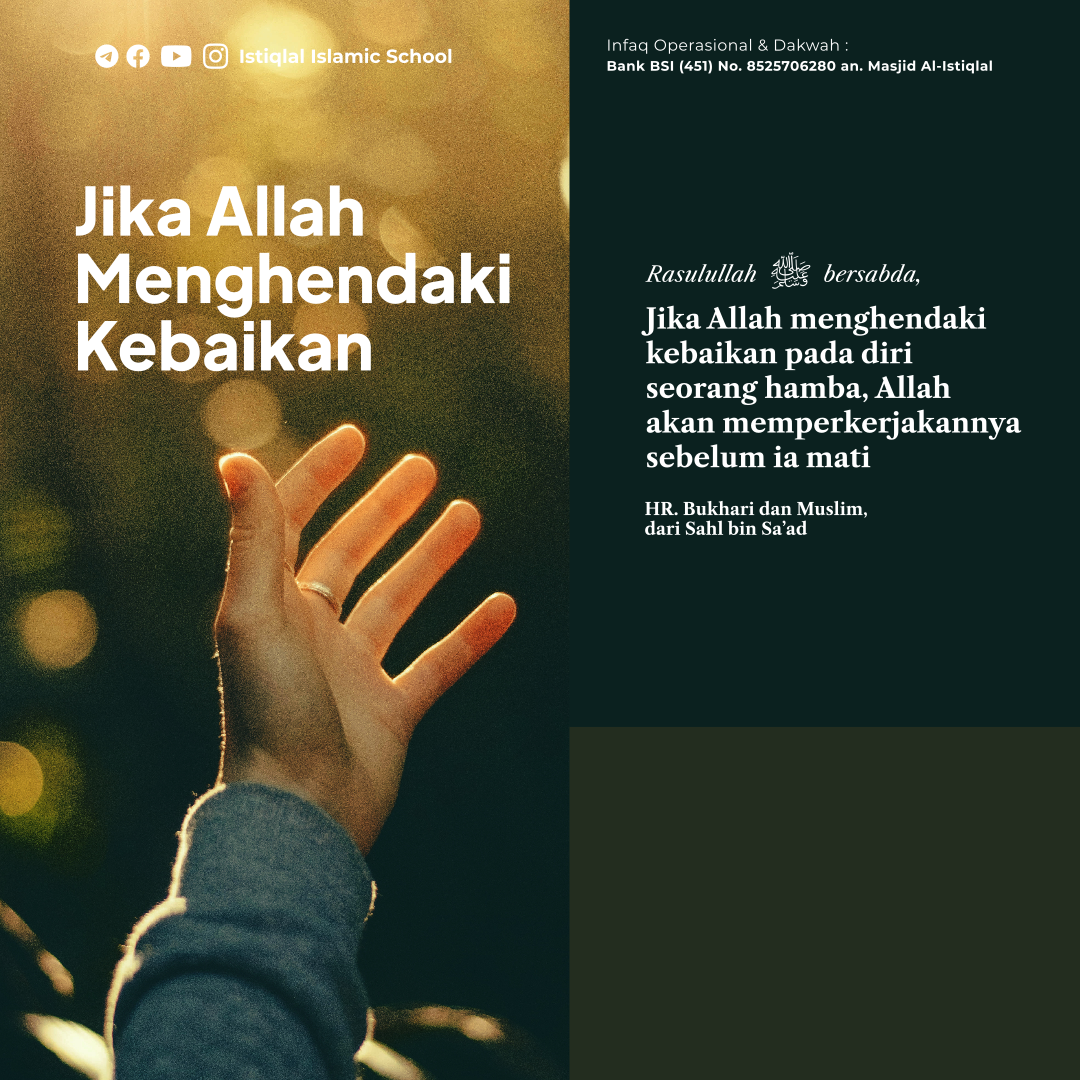 Istiqlal Islamic School
Jika Allah
Menghendaki
Kebaikan
Infaq Operasional & Dakwah :
Bank BSI (451) No. 8525706280 an. Masjid Al-Istiqlal
Rasulullah ﷺ bersabda,
Jika Allah menghendaki
kebaikan pada diri
seorang hamba, Allah
akan memperkerjakannya
sebelum ia mati
HR. Bukhari dan Muslim,
dari Sahl bin Sa’ad